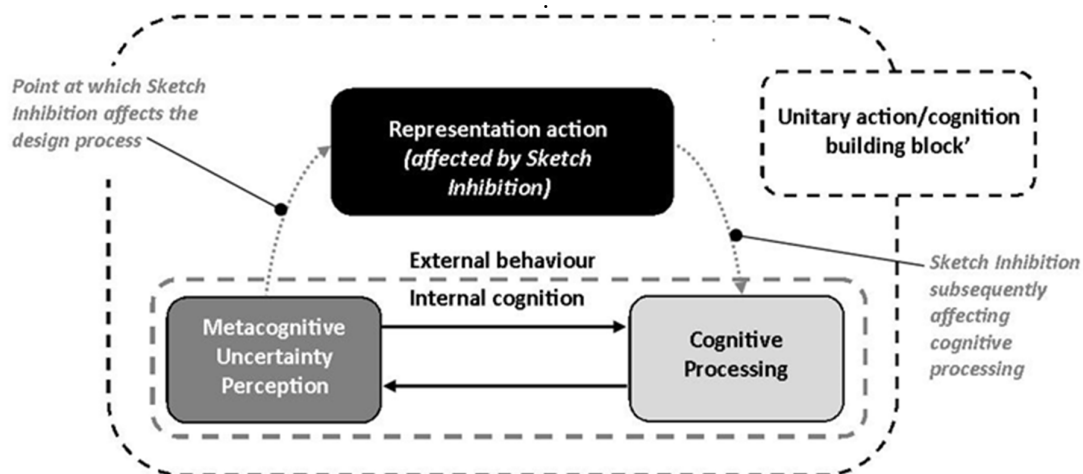 Point at which Sketch
Inhibition affects the
design process
Representation action
(affected by Sketch
Inhibition)
Unitary action/cognition
building block’
External behaviour
Internal cognition
Metacognitive
Uncertainty
Perception
Cognitive
Processing
Sketch Inhibition
subsequently
affecting
cognitive
processing